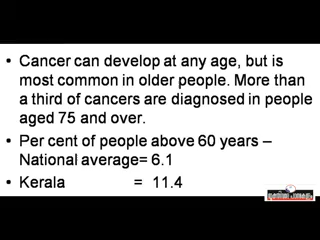 • Cancer can develop at any age, but is
most common in older people. More than
a third of cancers are diagnosed in people
aged 75 and over.
• Per cent of people above 60 years –
National average= 6.1
• Kerala = 11.4